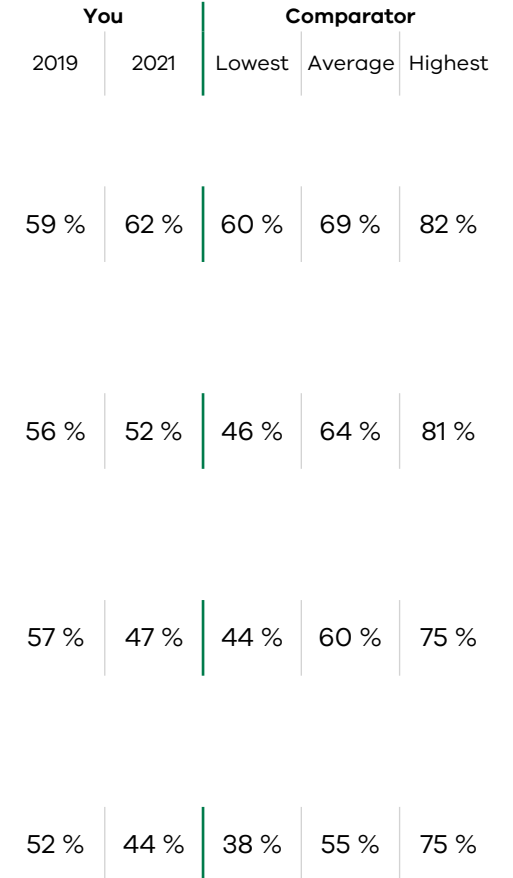 You Comparator
2019 2021 Lowest Average Highest
59 % 62 % 60 % 69 % 82 %
56 % 52 % 46 % 64 % 81 %
57 % 47 % 44 % 60 % 75 %
52 % 44 % 38 % 55 % 75 %